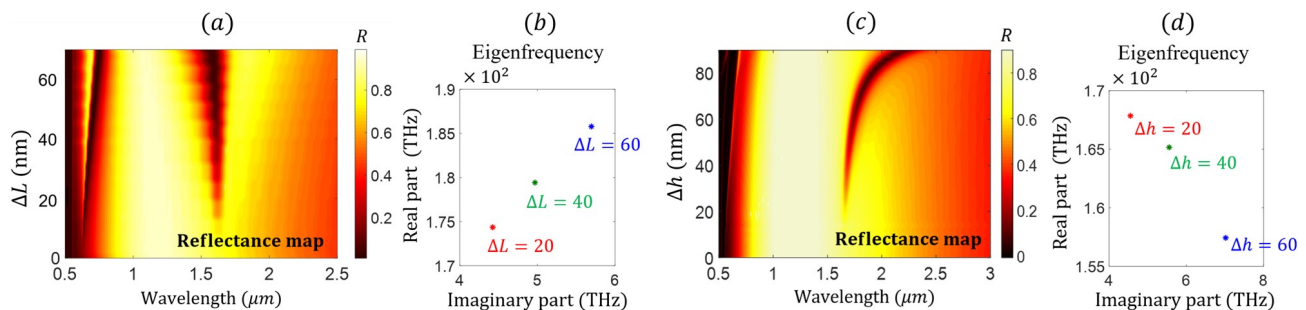 (a)
R
60
40
20
0
ΔL (nm)
0.8
0.6
0.4
0.2
Reflectance map
0.5 1 1.5 2 2.5
Wavelength (μm)
(b)
Eigenfrequency
× 10²
1.9
1.85
1.8
1.75
1.7
Real part (THz)
ΔL = 60
ΔL = 40
ΔL = 20
4 5 6
Imaginary part (THz)
(c)
R
80
60
40
20
0
Δh (nm)
0.8
0.6
0.4
0.2
0
Reflectance map
0.5 1 1.5 2 2.5 3
Wavelength (μm)
(d)
Eigenfrequency
× 10²
1.7
165
1.6
1.55
Real part (THz)
Δh = 20
Δh = 40
Δh = 60
4 6 8
Imaginary part (THz)